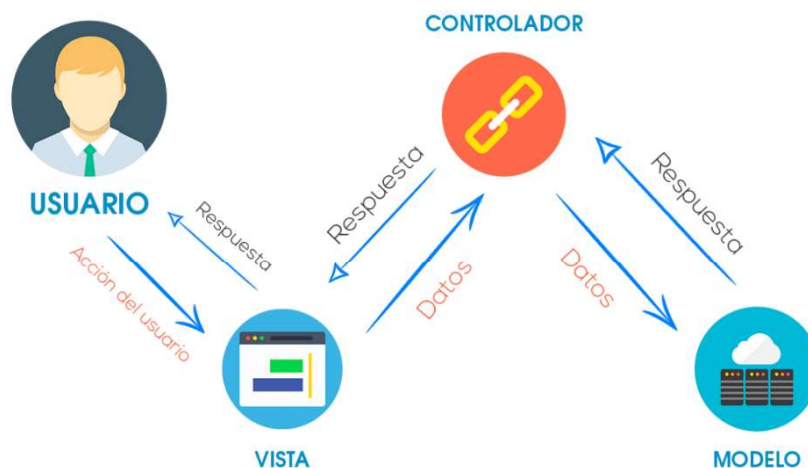 CONTROLADOR
USUARIO
Respuesta
Acción del usuario
Respuesta
Datos
Respuesta
Datos
VISTA
MODELO